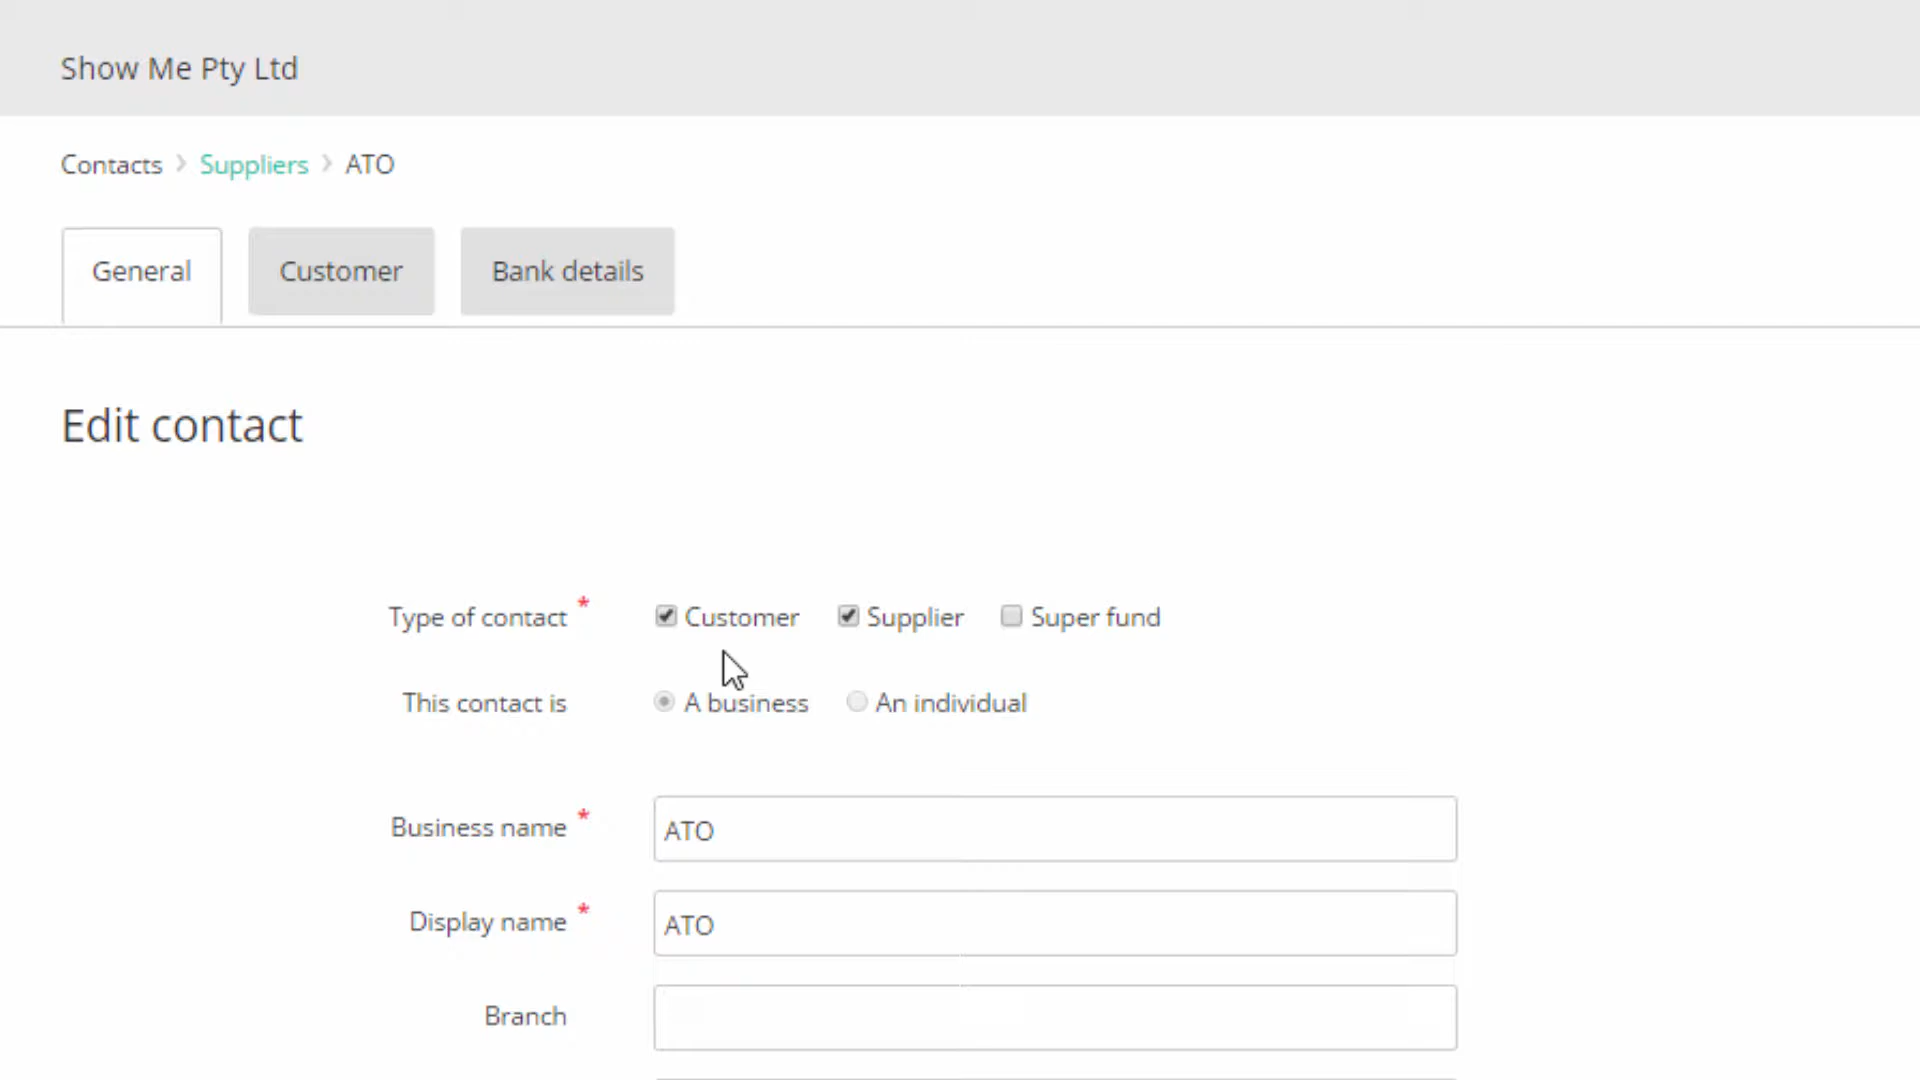 Show Me Pty Ltd
Contacts > Suppliers > ATO
General Customer Bank details
Edit contact
Type of contact * Customer Supplier Super fund
This contact is A business An individual
Business name * ATO
Display name * ATO
Branch